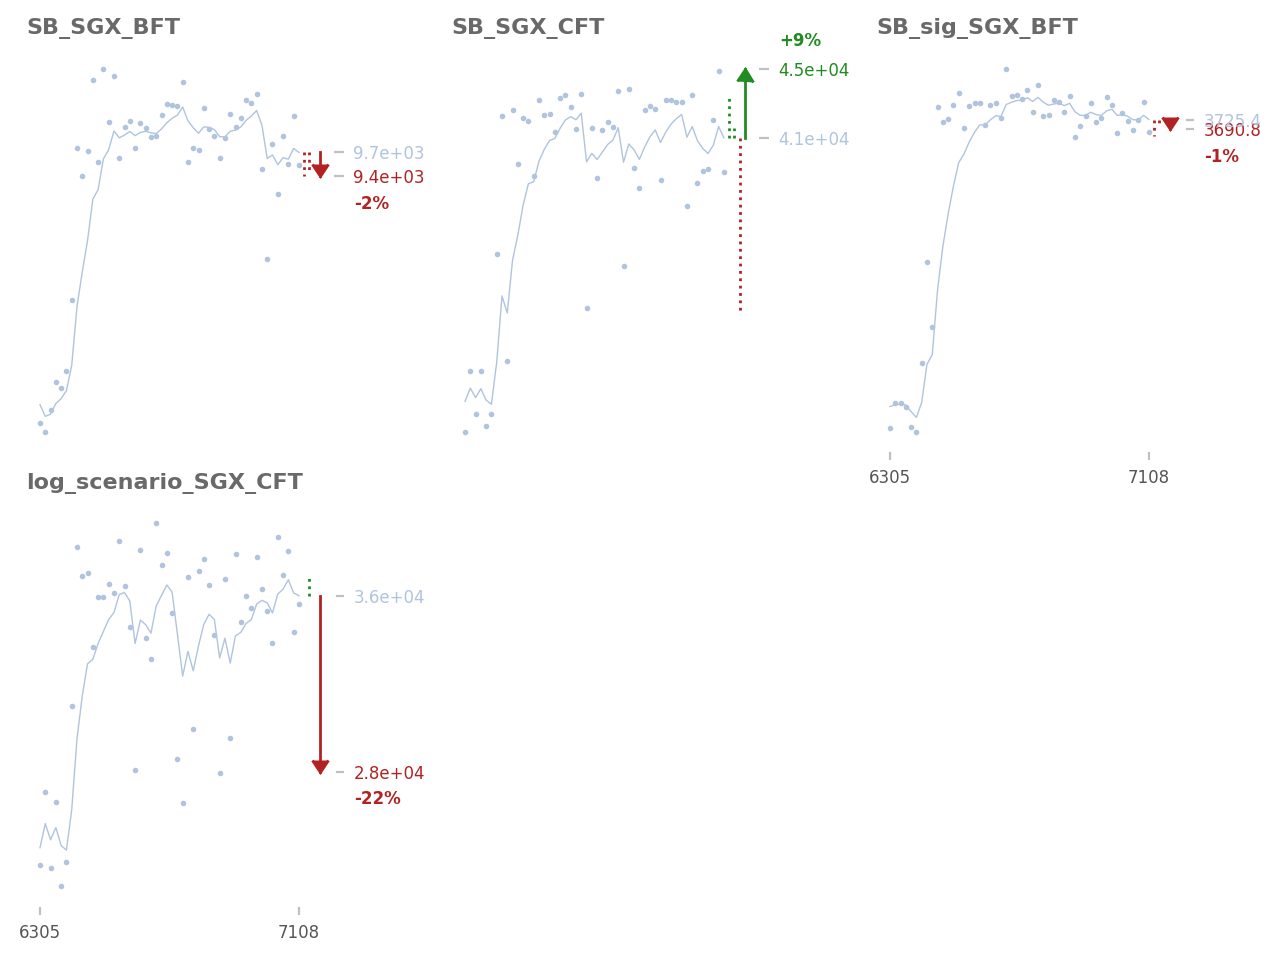 SB_SGX_BFT
9.7e+03
9.4e+03
-2%
SB_SGX_CFT
+9%
4.5e+04
4.1e+04
SB_sig_SGX_BFT
3725.4
3690.8
-1%
6305
7108
log_scenario_SGX_CFT
3.6e+04
2.8e+04
-22%
6305
7108